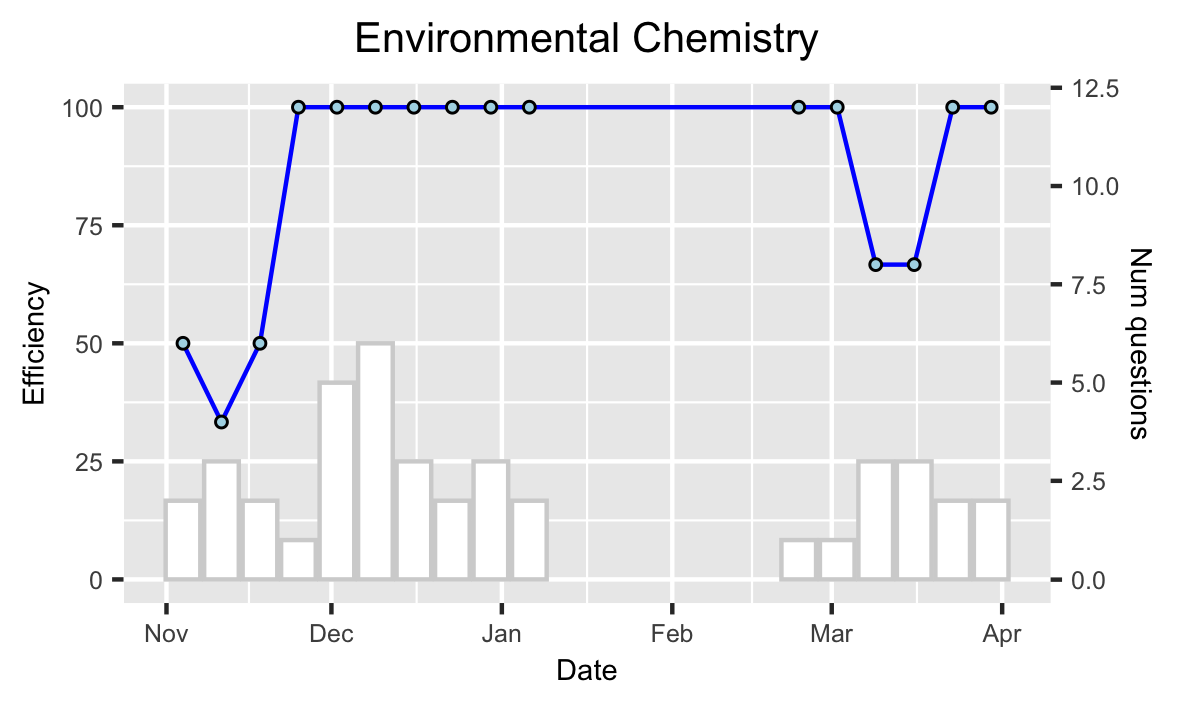 Environmental Chemistry
100
75
50
25
0
Efficiency
12.5
10.0
7.5
5.0
2.5
0.0
Num questions
Nov Dec Jan Feb Mar Apr
Date